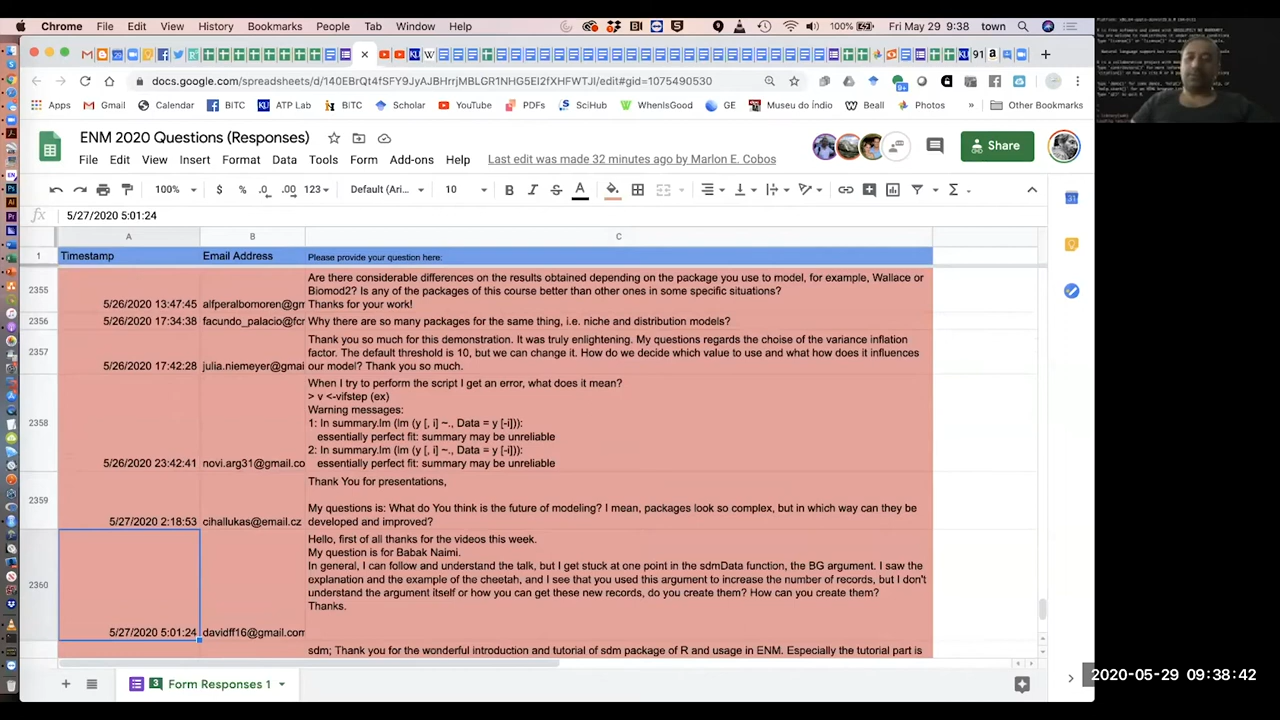 Chrome File Edit View History Bookmarks People Tab Window Help 100% Fri May 29 9:38 town
docs.google.com
Apps Gmail Calendar BITC ATP Lab BITC Scholar YouTube PDFs SciHub WhenIsGood GE Museu do Índio Beall Photos Other Bookmarks
ENM 2020 Questions (Responses)
Share
File Edit View Insert Format Data Tools Form Add-ons Help Last edit was made 32 minutes ago by Marlon E. Cobos
100% $ % .0 .00 123 Default (Ari... 10 B I S A
fx 5/27/2020 5:01:24
A B C
1 Timestamp Email Address Please provide your question here:
Are there considerable differences on the results obtained depending on the package you use to model, for example, Wallace or
2355 Biomod2? Is any of the packages of this course better than other ones in some specific situations?
5/26/2020 13:47:45 alfperalbomoren@gm Thanks for your work!
2356 5/26/2020 17:34:38 facundo_palacio@fcr Why there are so many packages for the same thing, i.e. niche and distribution models?
Thank you so much for this demonstration. It was truly enlightening. My questions regards the choise of the variance inflation
2357 factor. The default threshold is 10, but we can change it. How do we decide which value to use and what how does it influences
5/26/2020 17:42:28 julia.niemeyer@gmai our model? Thank you so much.
When I try to perform the script I get an error, what does it mean?
> v <-vifstep (ex)
Warning messages:
2358 1: In summary.lm (lm (y [, i] ~., Data = y [-i])):
essentially perfect fit: summary may be unreliable
2: In summary.lm (lm (y [, i] ~., Data = y [-i])):
5/26/2020 23:42:41 novi.arg31@gmail.co essentially perfect fit: summary may be unreliable
Thank You for presentations,
2359
My questions is: What do You think is the future of modeling? I mean, packages look so complex, but in which way can they be
5/27/2020 2:18:53 cihallukas@email.cz developed and improved?
Hello, first of all thanks for the videos this week.
My question is for Babak Naimi.
In general, I can follow and understand the talk, but I get stuck at one point in the sdmData function, the BG argument. I saw the
2360 explanation and the example of the cheetah, and I see that you used this argument to increase the number of records, but I don't
understand the argument itself or how you can get these new records, do you create them? How can you create them?
Thanks.
5/27/2020 5:01:24 davidff16@gmail.com
sdm; Thank you for the wonderful introduction and tutorial of sdm package of R and usage in ENM. Especially the tutorial part is
3 Form Responses 1
2020-05-29 09:38:42